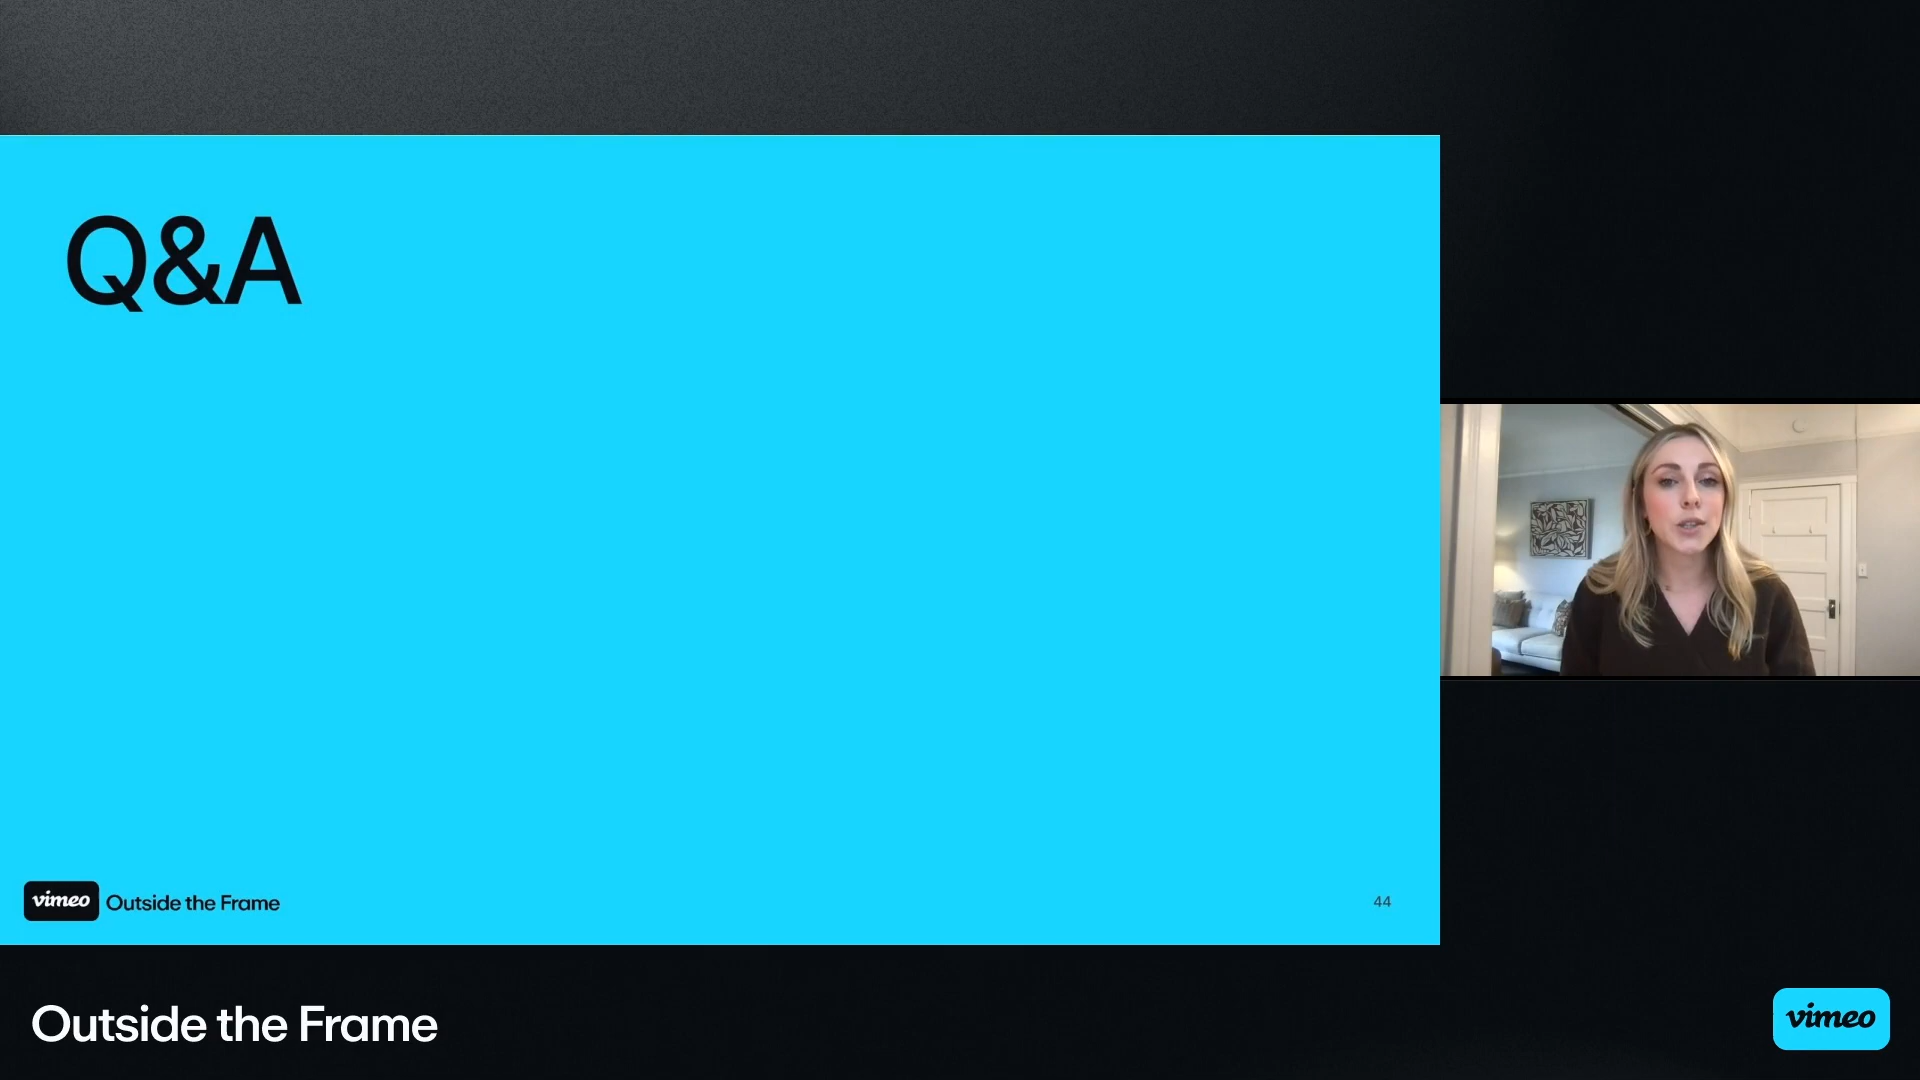 Q&A
vimeo Outside the Frame
44
Outside the Frame
vimeo